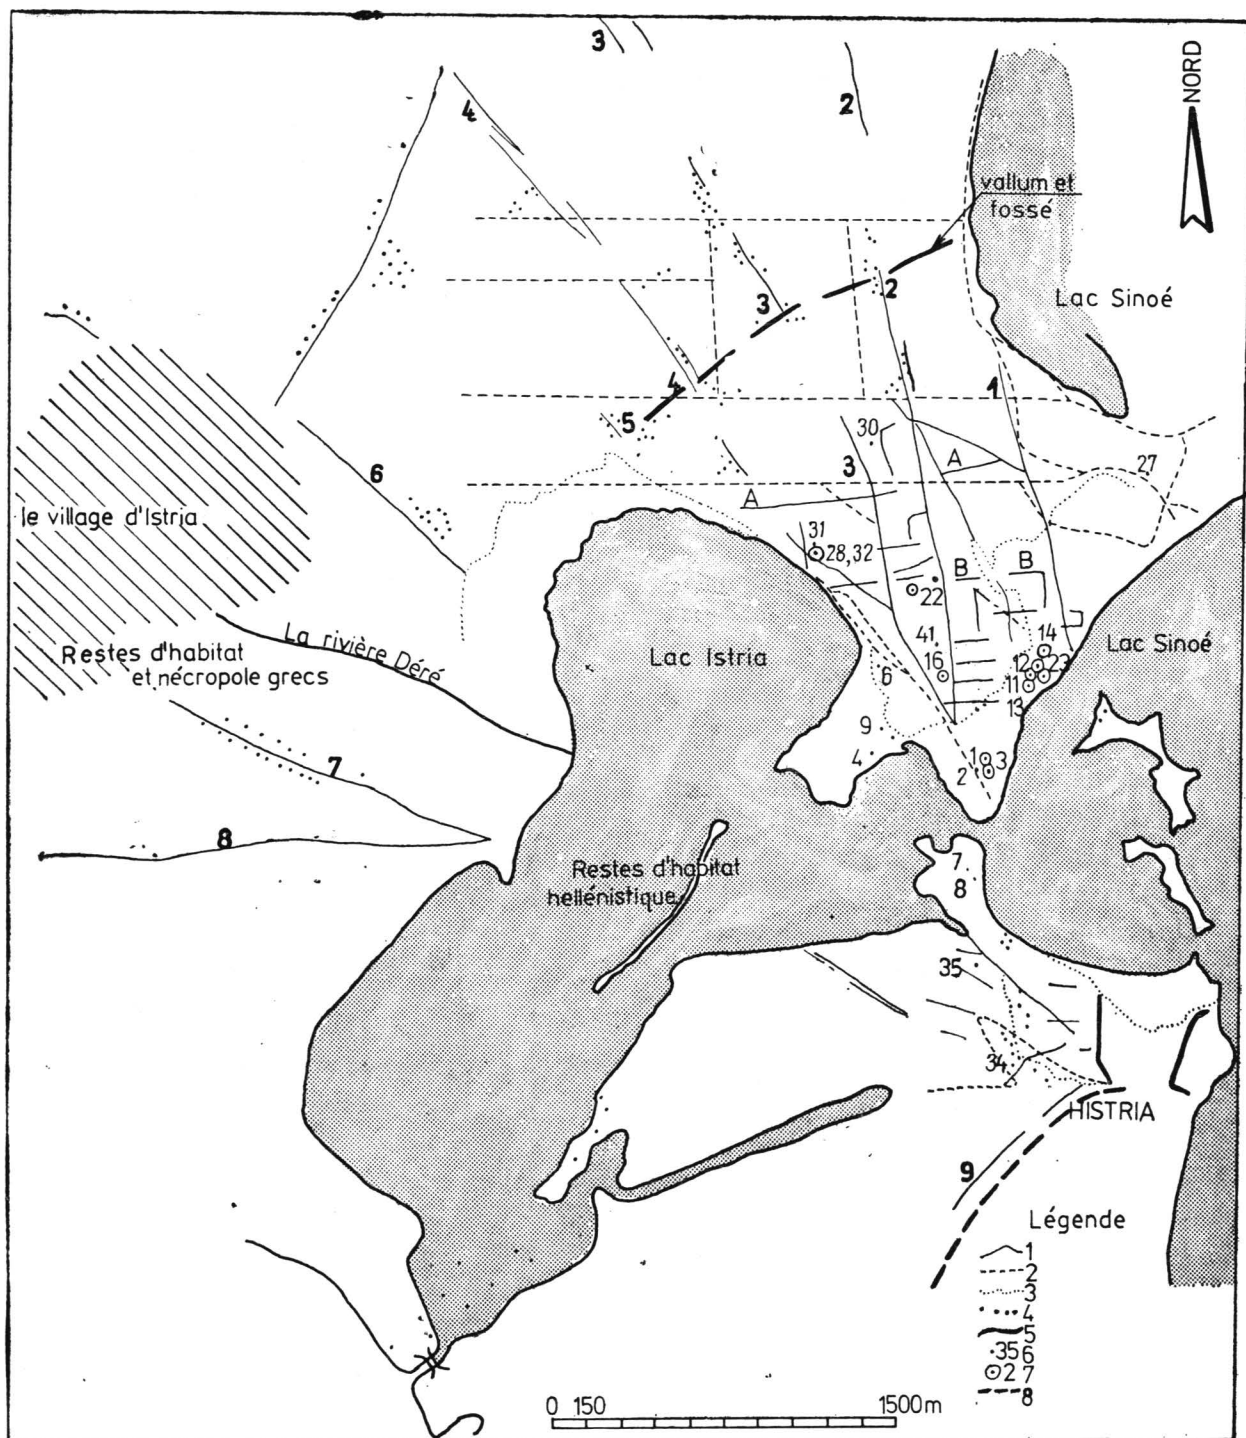 3
2
4
NORD
vallum et
fossé
2
3
Lac Sinoé
4
1
5
30
A
3
27
6
A
le village d'Istria
31
28,32
B
B
22
La rivière Déré
Restes d'habitat
et nécropole grecs
41
14
Lac Istria
Lac Sinoé
16
12
23
6
11
13
9
7
4
1
3
2
8
Restes d'habitat
hellénistique
7
8
35
34
HISTRIA
9
Légende
1
2
3
4
5
35 6
2 7
8
0 150 1500m